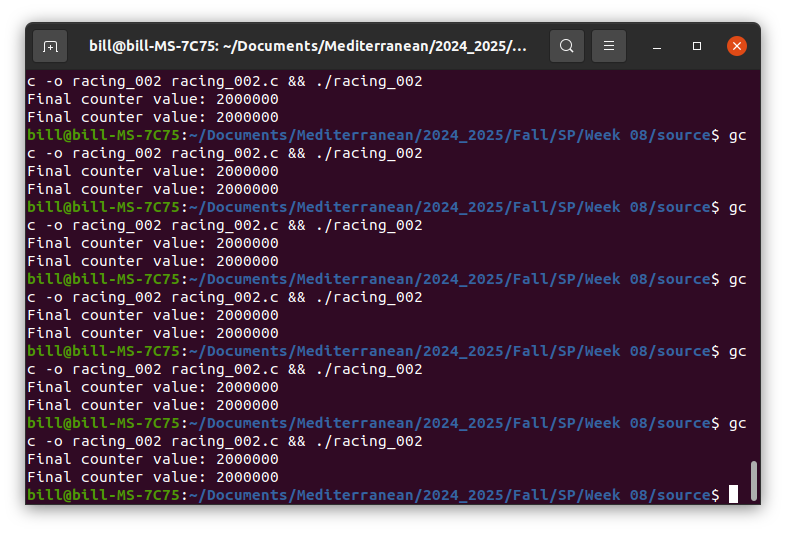 bill@bill-MS-7C75: ~/Documents/Mediterranean/2024_2025/...
c -o racing_002 racing_002.c && ./racing_002
Final counter value: 2000000
Final counter value: 2000000
bill@bill-MS-7C75:~/Documents/Mediterranean/2024_2025/Fall/SP/Week 08/source$ gc
c -o racing_002 racing_002.c && ./racing_002
Final counter value: 2000000
Final counter value: 2000000
bill@bill-MS-7C75:~/Documents/Mediterranean/2024_2025/Fall/SP/Week 08/source$ gc
c -o racing_002 racing_002.c && ./racing_002
Final counter value: 2000000
Final counter value: 2000000
bill@bill-MS-7C75:~/Documents/Mediterranean/2024_2025/Fall/SP/Week 08/source$ gc
c -o racing_002 racing_002.c && ./racing_002
Final counter value: 2000000
Final counter value: 2000000
bill@bill-MS-7C75:~/Documents/Mediterranean/2024_2025/Fall/SP/Week 08/source$ gc
c -o racing_002 racing_002.c && ./racing_002
Final counter value: 2000000
Final counter value: 2000000
bill@bill-MS-7C75:~/Documents/Mediterranean/2024_2025/Fall/SP/Week 08/source$ gc
c -o racing_002 racing_002.c && ./racing_002
Final counter value: 2000000
Final counter value: 2000000
bill@bill-MS-7C75:~/Documents/Mediterranean/2024_2025/Fall/SP/Week 08/source$